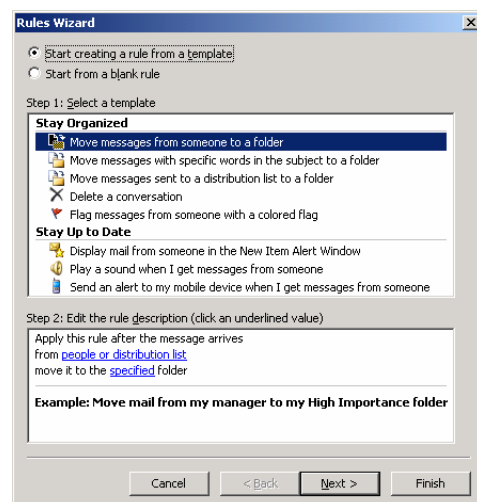 Rules Wizard
Start creating a rule from a template
Start from a blank rule
Step 1: Select a template
Stay Organized
Move messages from someone to a folder
Move messages with specific words in the subject to a folder
Move messages sent to a distribution list to a folder
Delete a conversation
Flag messages from someone with a colored flag
Stay Up to Date
Display mail from someone in the New Item Alert Window
Play a sound when I get messages from someone
Send an alert to my mobile device when I get messages from someone
Step 2: Edit the rule description (click an underlined value)
Apply this rule after the message arrives
from people or distribution list
move it to the specified folder
Example: Move mail from my manager to my High Importance folder
Cancel < Back Next > Finish